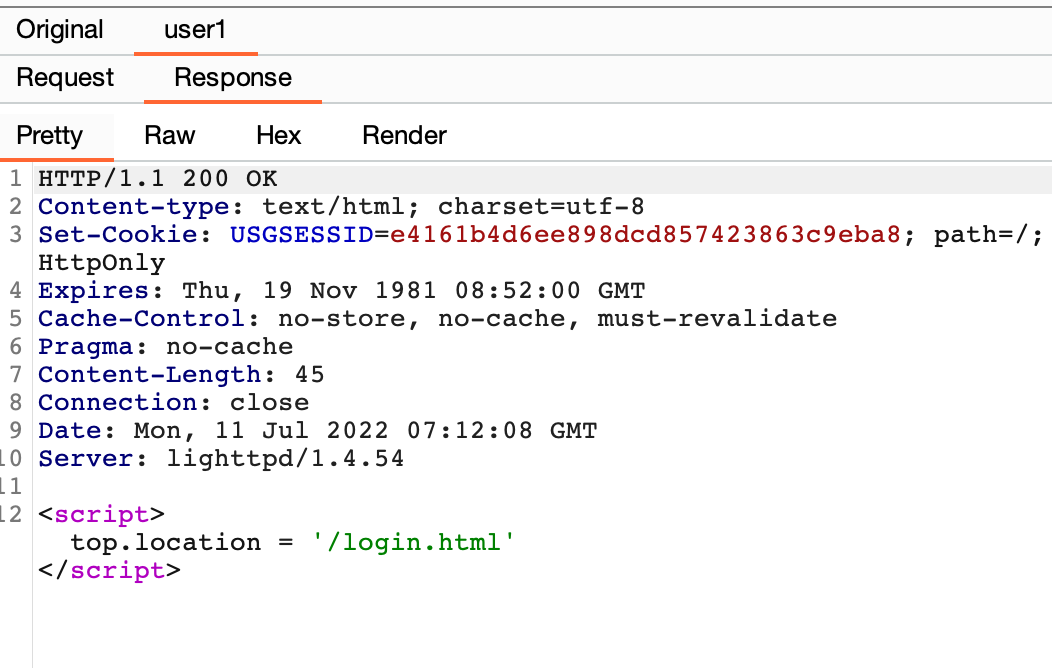 Original user1
Request Response
Pretty Raw Hex Render
1 HTTP/1.1 200 OK
2 Content-type: text/html; charset=utf-8
3 Set-Cookie: USGSESSID=e4161b4d6ee898dcd857423863c9eba8; path=/;
HttpOnly
4 Expires: Thu, 19 Nov 1981 08:52:00 GMT
5 Cache-Control: no-store, no-cache, must-revalidate
6 Pragma: no-cache
7 Content-Length: 45
8 Connection: close
9 Date: Mon, 11 Jul 2022 07:12:08 GMT
10 Server: lighttpd/1.4.54
11
12 <script>
top.location = '/login.html'
</script>